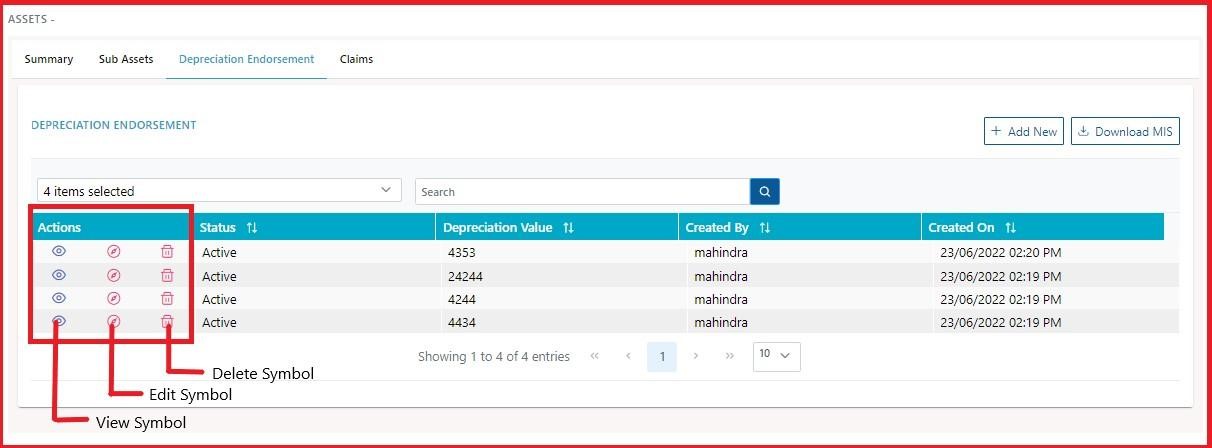 ASSETS -
Summary Sub Assets Depreciation Endorsement Claims
DEPRECIATION ENDORSEMENT
+ Add New Download MIS
4 items selected Search
Actions Status Depreciation Value Created By Created On
Active 4353 mahindra 23/06/2022 02:20 PM
Active 24244 mahindra 23/06/2022 02:19 PM
Active 4244 mahindra 23/06/2022 02:19 PM
Active 4434 mahindra 23/06/2022 02:19 PM
Showing 1 to 4 of 4 entries « ‹ 1 › » 10
Delete Symbol
Edit Symbol
View Symbol